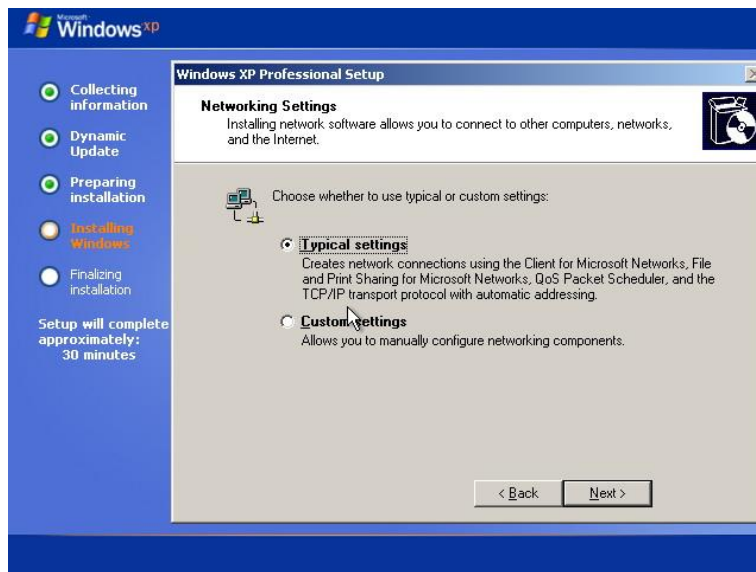 Microsoft
Windows xp
Collecting
information
Dynamic
Update
Preparing
installation
Installing
Windows
Finalizing
installation
Setup will complete
approximately:
30 minutes
Windows XP Professional Setup
Networking Settings
Installing network software allows you to connect to other computers, networks,
and the Internet.
Choose whether to use typical or custom settings:
Typical settings
Creates network connections using the Client for Microsoft Networks, File
and Print Sharing for Microsoft Networks, QoS Packet Scheduler, and the
TCP/IP transport protocol with automatic addressing.
Custom settings
Allows you to manually configure networking components.
< Back
Next >